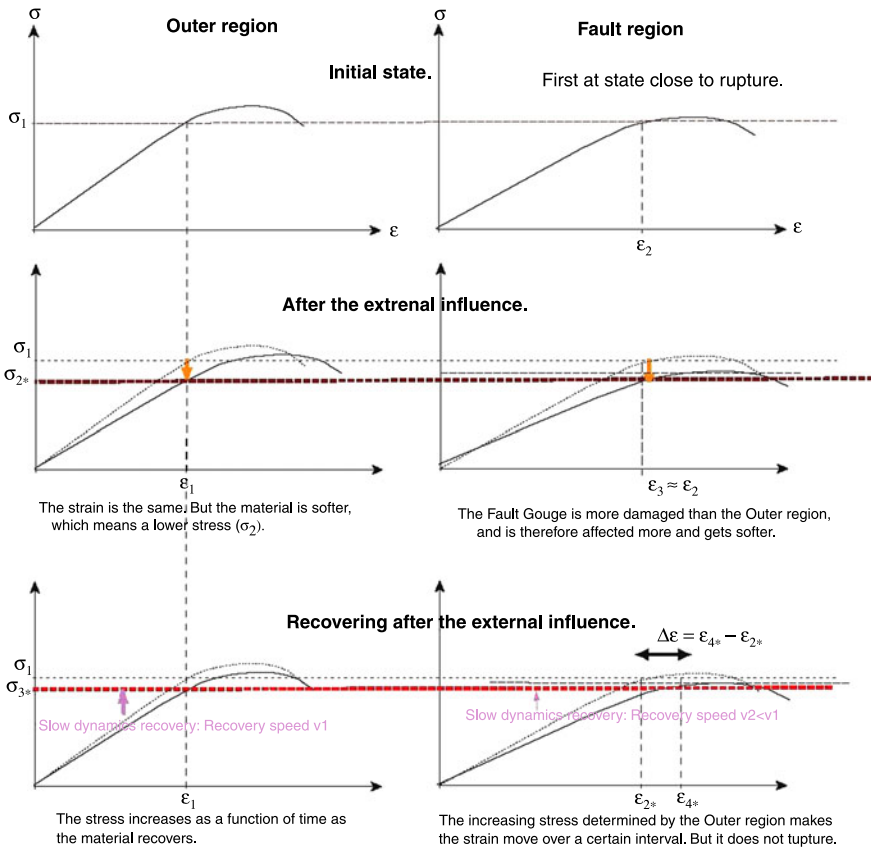 σ
Outer region
σ
Fault region
Initial state.
First at state close to rupture.
σ₁
ε
ε₂
ε
After the extrenal influence.
σ₁
σ₂*
ε₁
ε₃ ≈ ε₂
The strain is the same. But the material is softer,
which means a lower stress (σ₂).
The Fault Gouge is more damaged than the Outer region,
and is therefore affected more and gets softer.
Recovering after the external influence.
Δε = ε₄* − ε₂*
σ₁
σ₃*
Slow dynamics recovery: Recovery speed v1
Slow dynamics recovery: Recovery speed v2<v1
ε₁
ε₂*
ε₄*
The stress increases as a function of time as
the material recovers.
The increasing stress determined by the Outer region makes
the strain move over a certain interval. But it does not tupture.